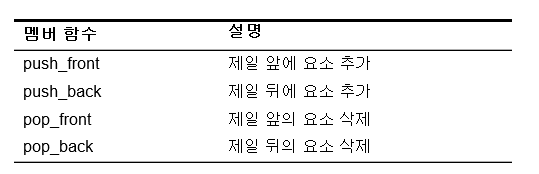 멤버 함수 설명
push_front 제일 앞에 요소 추가
push_back 제일 뒤에 요소 추가
pop_front 제일 앞의 요소 삭제
pop_back 제일 뒤의 요소 삭제